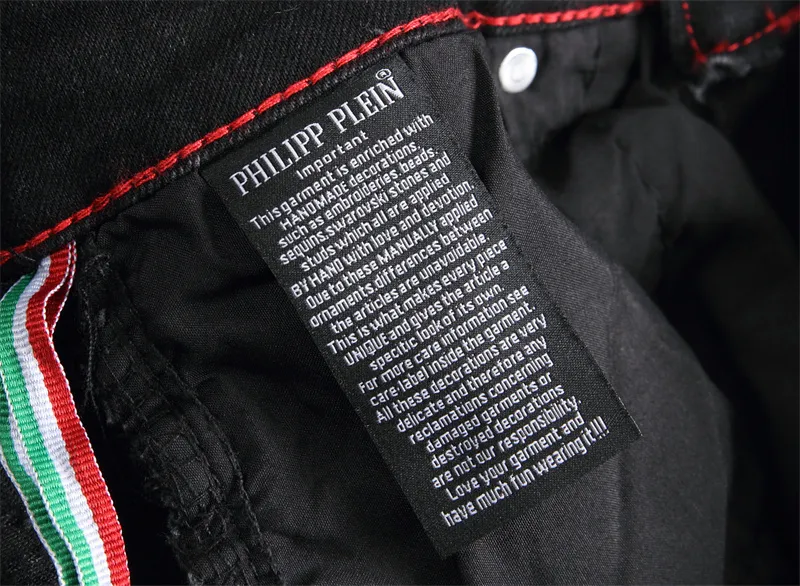 PHILIPP PLEIN®
Important
This garment is enriched with
HANDMADE decorations,
such as embroideries, beads,
sequins, swarovski stones and
studs which all are applied
BY HAND with love and devotion.
Due to these MANUALLY applied
ornaments, differences between
the articles are unavoidable.
This is what makes every piece
UNIQUE and gives the article a
specitic look of its own.
For more care information see
care-label inside the garment.
All these decorations are very
delicate and therefore any
reclamations concerning
damaged garments or
destroyed decorations
are not our responsibility.
Love your garment and
have much fun wearing it!!!